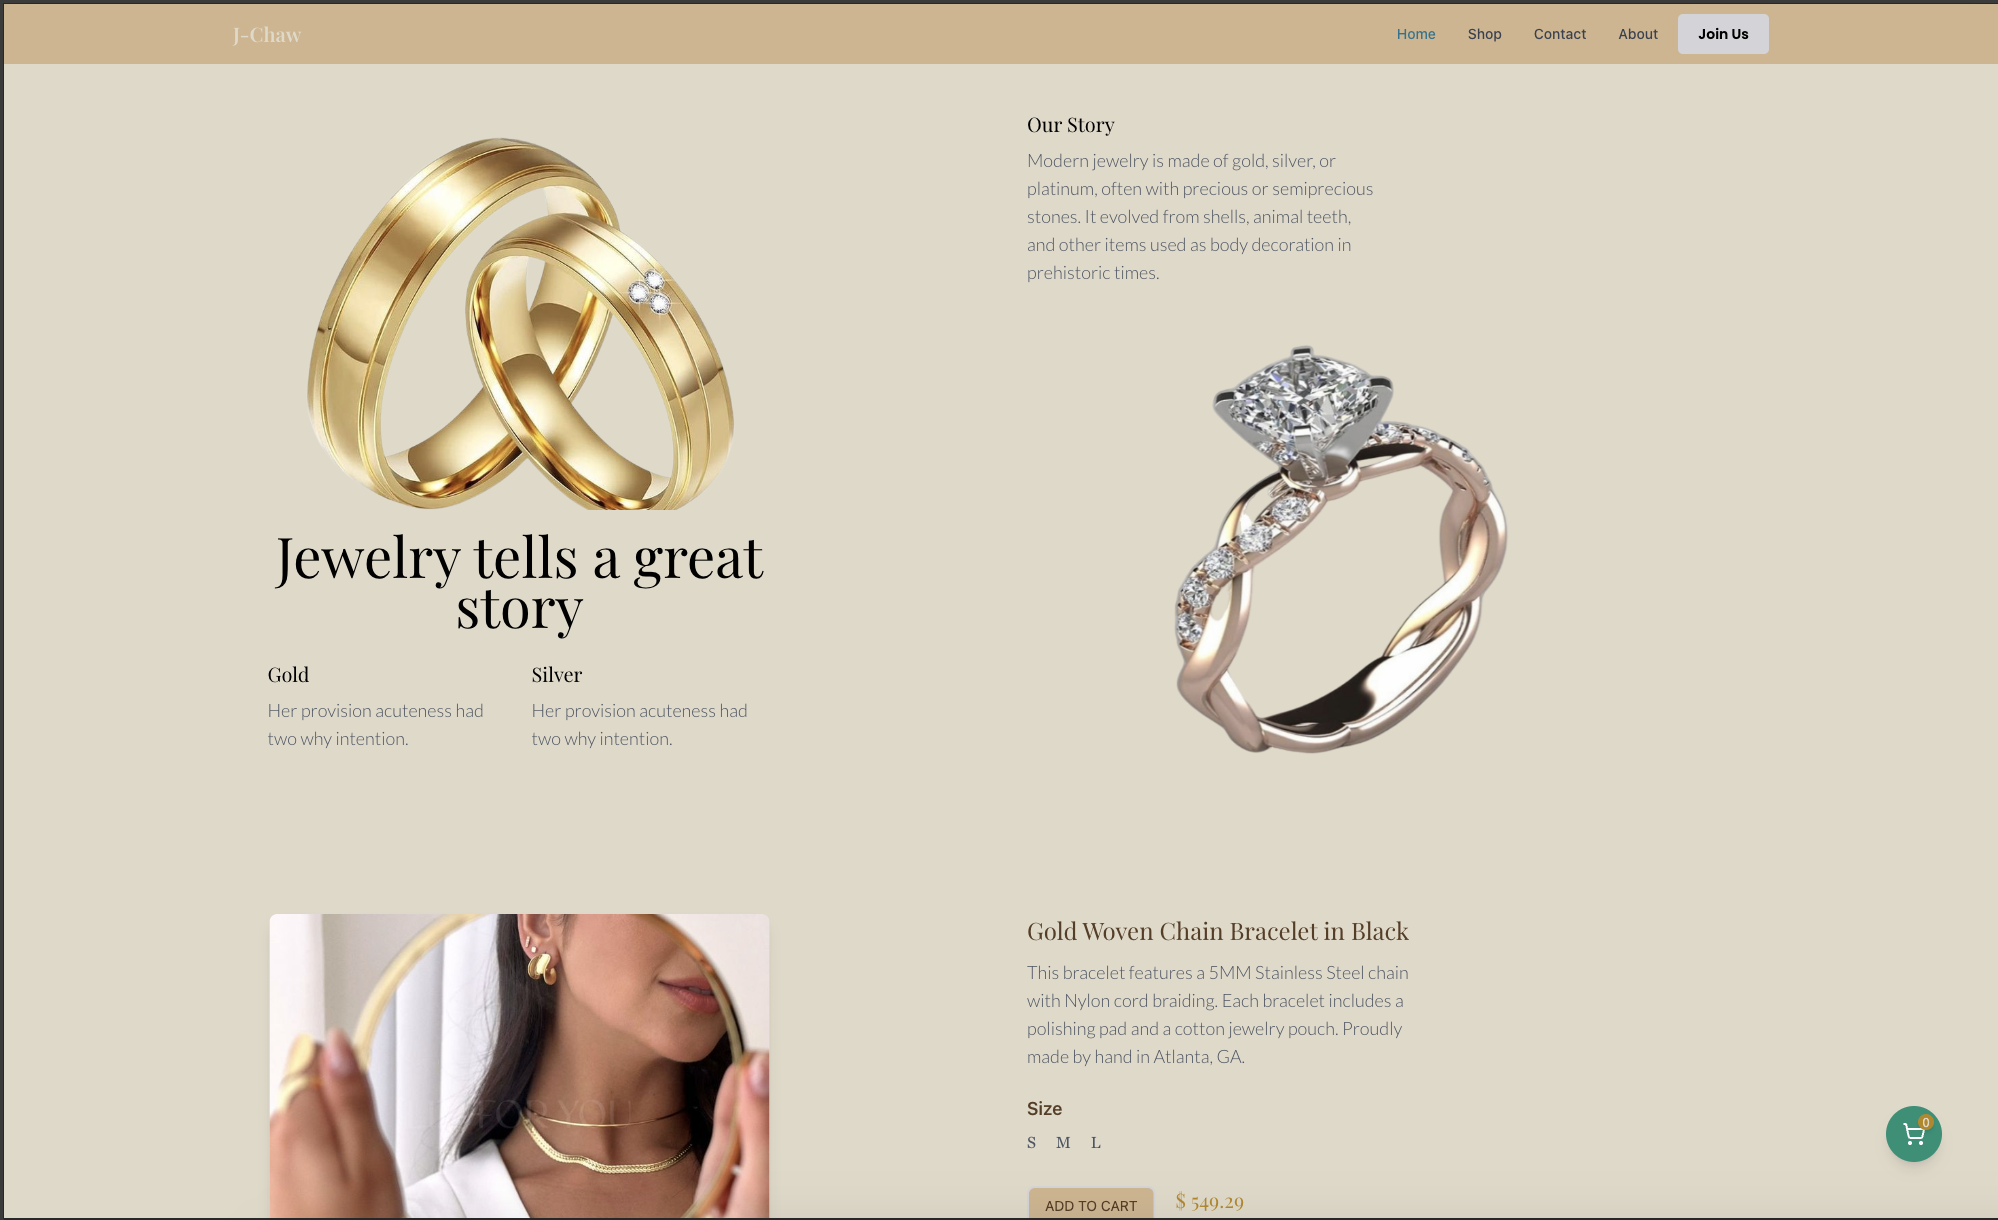 J-Chaw
Home
Shop
Contact
About
Join Us
Jewelry tells a great
story
Gold
Her provision acuteness had
two why intention.
Silver
Her provision acuteness had
two why intention.
Our Story
Modern jewelry is made of gold, silver, or
platinum, often with precious or semiprecious
stones. It evolved from shells, animal teeth,
and other items used as body decoration in
prehistoric times.
FOR YOU
Gold Woven Chain Bracelet in Black
This bracelet features a 5MM Stainless Steel chain
with Nylon cord braiding. Each bracelet includes a
polishing pad and a cotton jewelry pouch. Proudly
made by hand in Atlanta, GA.
Size
S M L
ADD TO CART
$ 549.29
0